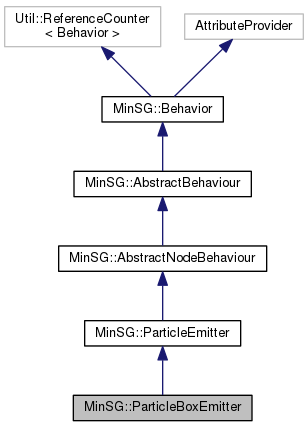 Util::ReferenceCounter
< Behavior >
AttributeProvider
MinSG::Behavior
MinSG::AbstractBehaviour
MinSG::AbstractNodeBehaviour
MinSG::ParticleEmitter
MinSG::ParticleBoxEmitter